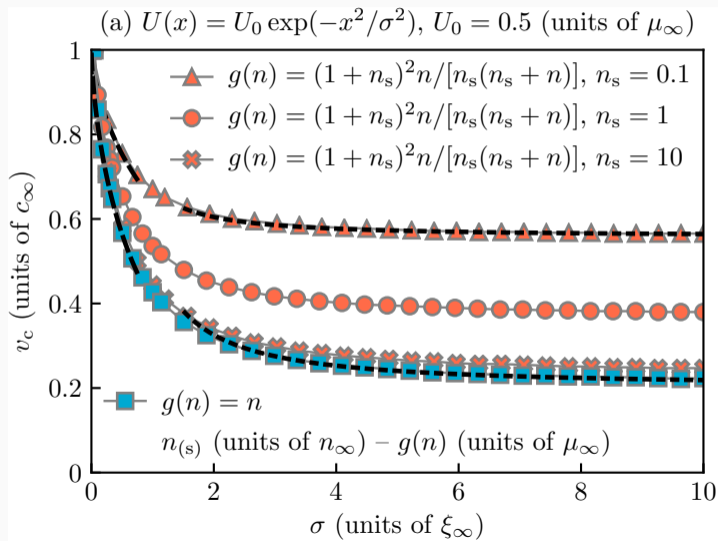 (a) U(x) = U₀ exp(−x²/σ²), U₀ = 0.5 (units of μ∞)
g(n) = (1 + nₛ)²n/[nₛ(nₛ + n)], nₛ = 0.1
g(n) = (1 + nₛ)²n/[nₛ(nₛ + n)], nₛ = 1
g(n) = (1 + nₛ)²n/[nₛ(nₛ + n)], nₛ = 10
1
0.8
0.6
0.4
0.2
0
v_c (units of c∞)
g(n) = n
n₍ₛ₎ (units of n∞) – g(n) (units of μ∞)
0 2 4 6 8 10
σ (units of ξ∞)